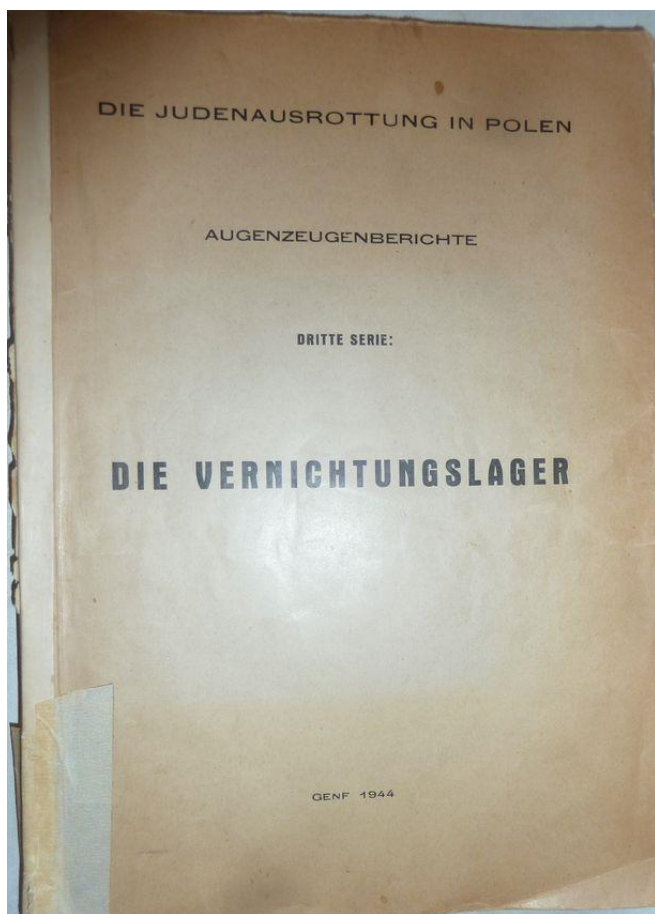 DIE JUDENAUSROTTUNG IN POLEN
AUGENZEUGENBERICHTE
DRITTE SERIE:
DIE VERNICHTUNGSLAGER
GENF 1944